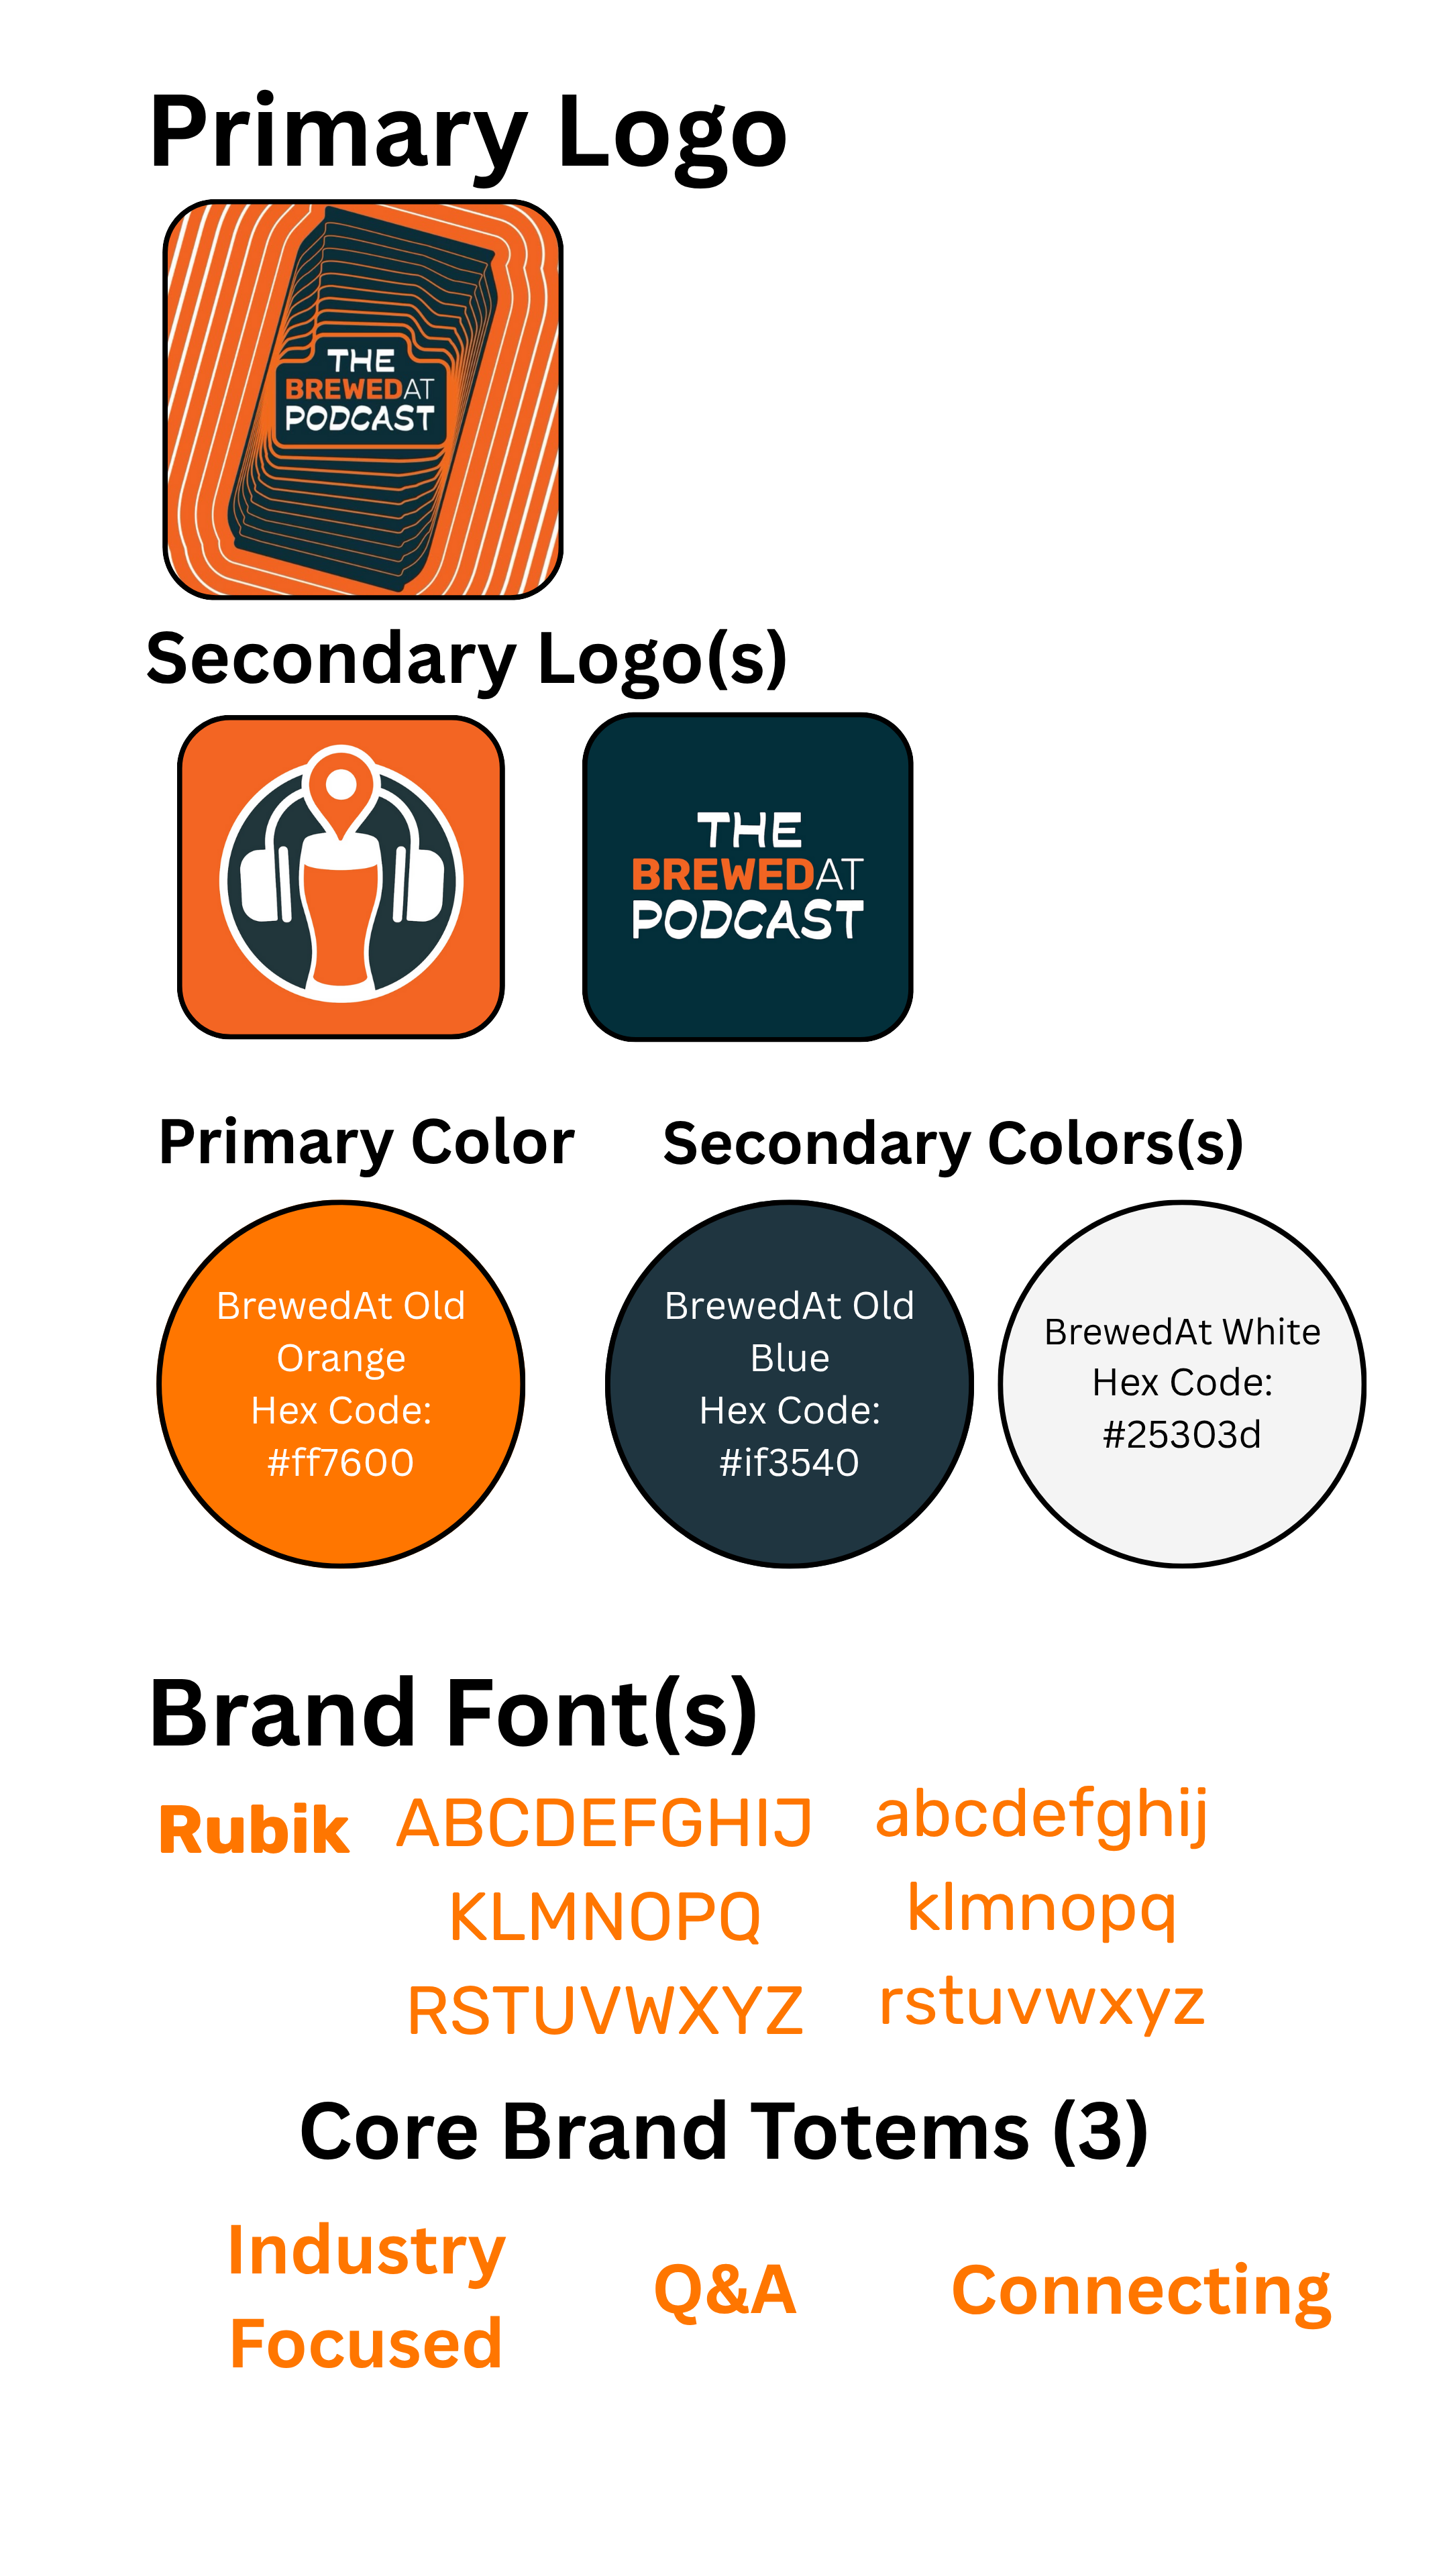 Primary Logo
THE
BREWEDAT
PODCAST
Secondary Logo(s)
THE
BREWEDAT
PODCAST
Primary Color
Secondary Colors(s)
BrewedAt Old
Orange
Hex Code:
#ff7600
BrewedAt Old
Blue
Hex Code:
#if3540
BrewedAt White
Hex Code:
#25303d
Brand Font(s)
Rubik
ABCDEFGHIJ
KLMNOPQ
RSTUVWXYZ
abcdefghij
klmnopq
rstuvwxyz
Core Brand Totems (3)
Industry
Focused
Q&A
Connecting